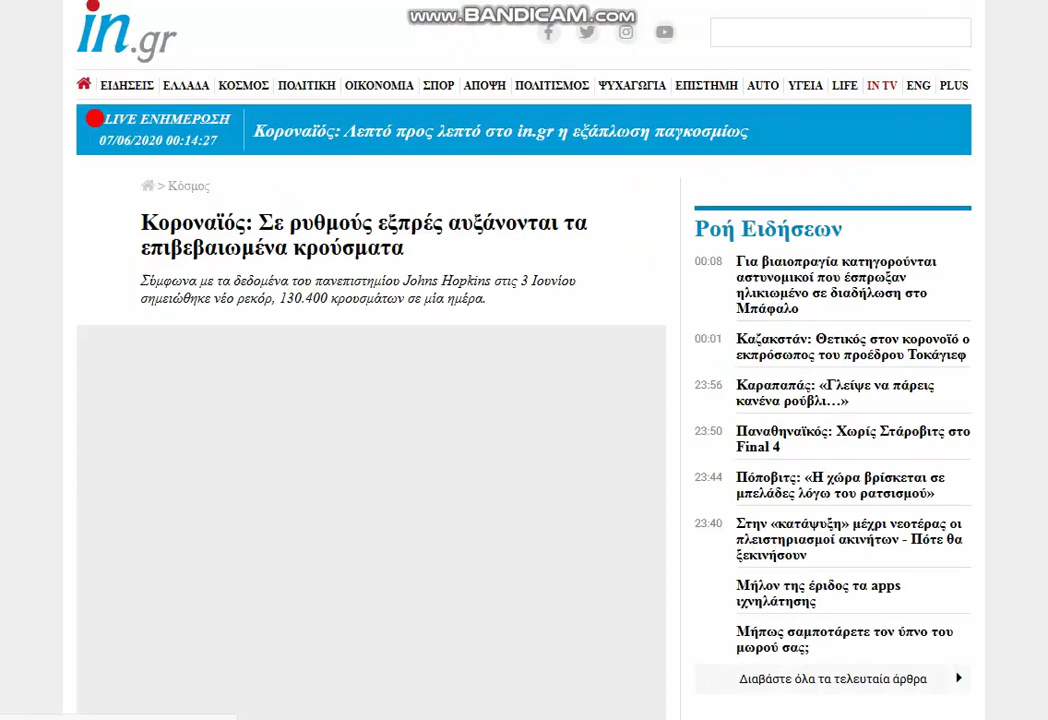 www.BANDICAM.com
in.gr
ΕΙΔΗΣΕΙΣ ΕΛΛΑΔΑ ΚΟΣΜΟΣ ΠΟΛΙΤΙΚΗ ΟΙΚΟΝΟΜΙΑ ΣΠΟΡ ΑΠΟΨΗ ΠΟΛΙΤΙΣΜΟΣ ΨΥΧΑΓΩΓΙΑ ΕΠΙΣΤΗΜΗ AUTO ΥΓΕΙΑ LIFE IN TV ENG PLUS
LIVE ΕΝΗΜΕΡΩΣΗ
07/06/2020 00:14:27
Κοροναϊός: Λεπτό προς λεπτό στο in.gr η εξάπλωση παγκοσμίως
> Κόσμος
Κοροναϊός: Σε ρυθμούς εξπρές αυξάνονται τα
επιβεβαιωμένα κρούσματα
Σύμφωνα με τα δεδομένα του πανεπιστημίου Johns Hopkins στις 3 Ιουνίου
σημειώθηκε νέο ρεκόρ, 130.400 κρουσμάτων σε μία ημέρα.
Ροή Ειδήσεων
00:08 Για βιαιοπραγία κατηγορούνται
αστυνομικοί που έσπρωξαν
ηλικιωμένο σε διαδήλωση στο
Μπάφαλο
00:01 Καζακστάν: Θετικός στον κορονοϊό ο
εκπρόσωπος του προέδρου Τοκάγιεφ
23:56 Καραπαπάς: «Γλείψε να πάρεις
κανένα ρούβλι…»
23:50 Παναθηναϊκός: Χωρίς Στάροβιτς στο
Final 4
23:44 Πόποβιτς: «Η χώρα βρίσκεται σε
μπελάδες λόγω του ρατσισμού»
23:40 Στην «κατάψυξη» μέχρι νεοτέρας οι
πλειστηριασμοί ακινήτων - Πότε θα
ξεκινήσουν
Μήλον της έριδος τα apps
ιχνηλάτησης
Μήπως σαμποτάρετε τον ύπνο του
μωρού σας;
Διαβάστε όλα τα τελευταία άρθρα